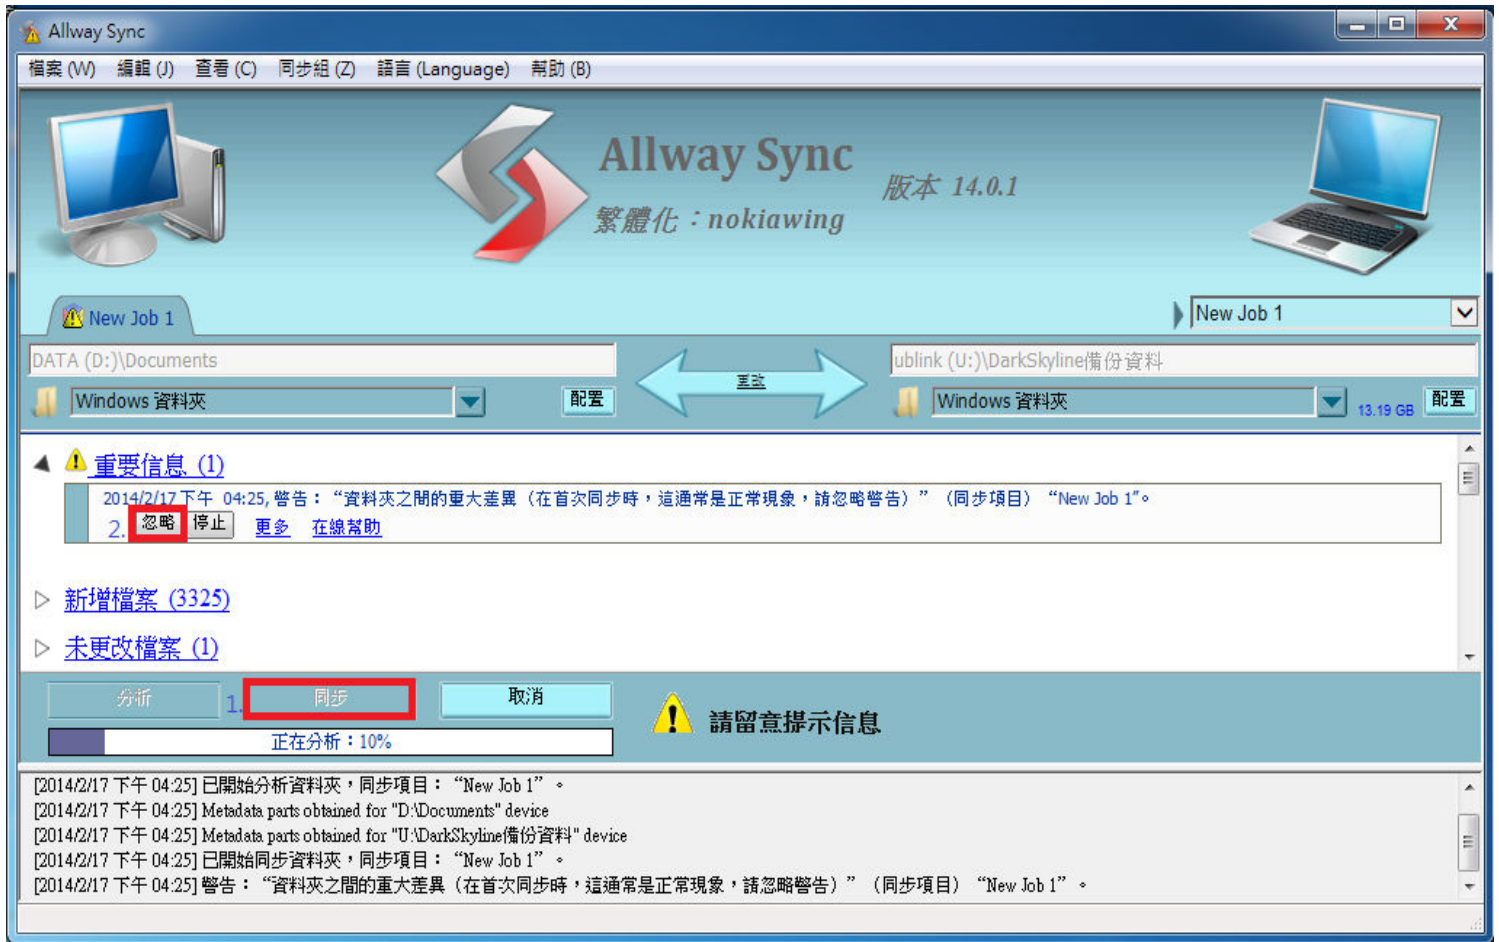 Allway Sync
檔案 (W) 編輯 (J) 查看 (C) 同步組 (Z) 語言 (Language) 幫助 (B)
Allway Sync
版本 14.0.1
繁體化：nokiawing
New Job 1
New Job 1
DATA (D:)\Documents
ublink (U:)\DarkSkyline備份資料
更改
Windows 資料夾
配置
Windows 資料夾
13.19 GB
配置
重要信息 (1)
2014/2/17下午 04:25, 警告：“資料夾之間的重大差異（在首次同步時，這通常是正常現象，請忽略警告）”（同步項目）“New Job 1”。
2. 忽略 停止 更多 在線幫助
新增檔案 (3325)
未更改檔案 (1)
分析 1. 同步 取消
請留意提示信息
正在分析：10%
[2014/2/17 下午 04:25] 已開始分析資料夾，同步項目：“New Job 1” 。
[2014/2/17 下午 04:25] Metadata parts obtained for "D:\Documents" device
[2014/2/17 下午 04:25] Metadata parts obtained for "U:\DarkSkyline備份資料" device
[2014/2/17 下午 04:25] 已開始同步資料夾，同步項目：“New Job 1” 。
[2014/2/17 下午 04:25] 警告：“資料夾之間的重大差異（在首次同步時，這通常是正常現象，請忽略警告）”（同步項目）“New Job 1” 。